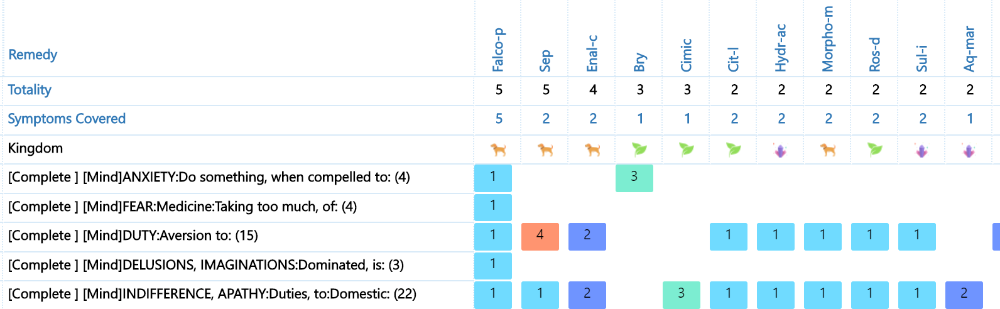 Remedy Falco-p Sep Enal-c Bry Cimic Cit-l Hydr-ac Morpho-m Ros-d Sul-i Aq-mar
Totality 5 5 4 3 3 2 2 2 2 2 2
Symptoms Covered 5 2 2 1 1 2 2 2 2 2 1
Kingdom
[Complete ] [Mind]ANXIETY:Do something, when compelled to: (4) 1 3
[Complete ] [Mind]FEAR:Medicine:Taking too much, of: (4) 1
[Complete ] [Mind]DUTY:Aversion to: (15) 1 4 2 1 1 1 1 1
[Complete ] [Mind]DELUSIONS, IMAGINATIONS:Dominated, is: (3) 1
[Complete ] [Mind]INDIFFERENCE, APATHY:Duties, to:Domestic: (22) 1 1 2 3 1 1 1 1 1 2